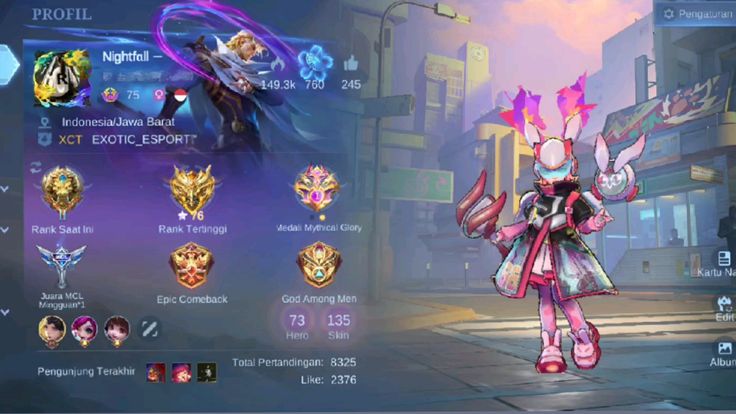 PROFIL
Pengaturan
Nightfall —
149.3k 760 245
75
Indonesia/Jawa Barat
XCT EXOTIC_ESPORT
Rank Saat Ini
76
Rank Tertinggi
Medali Mythical Glory
Juara MCL
Mingguan*1
Epic Comeback
God Among Men
73
Hero
135
Skin
Pengunjung Terakhir
Total Pertandingan: 8325
Like: 2376
Kartu Na
Edit
Album